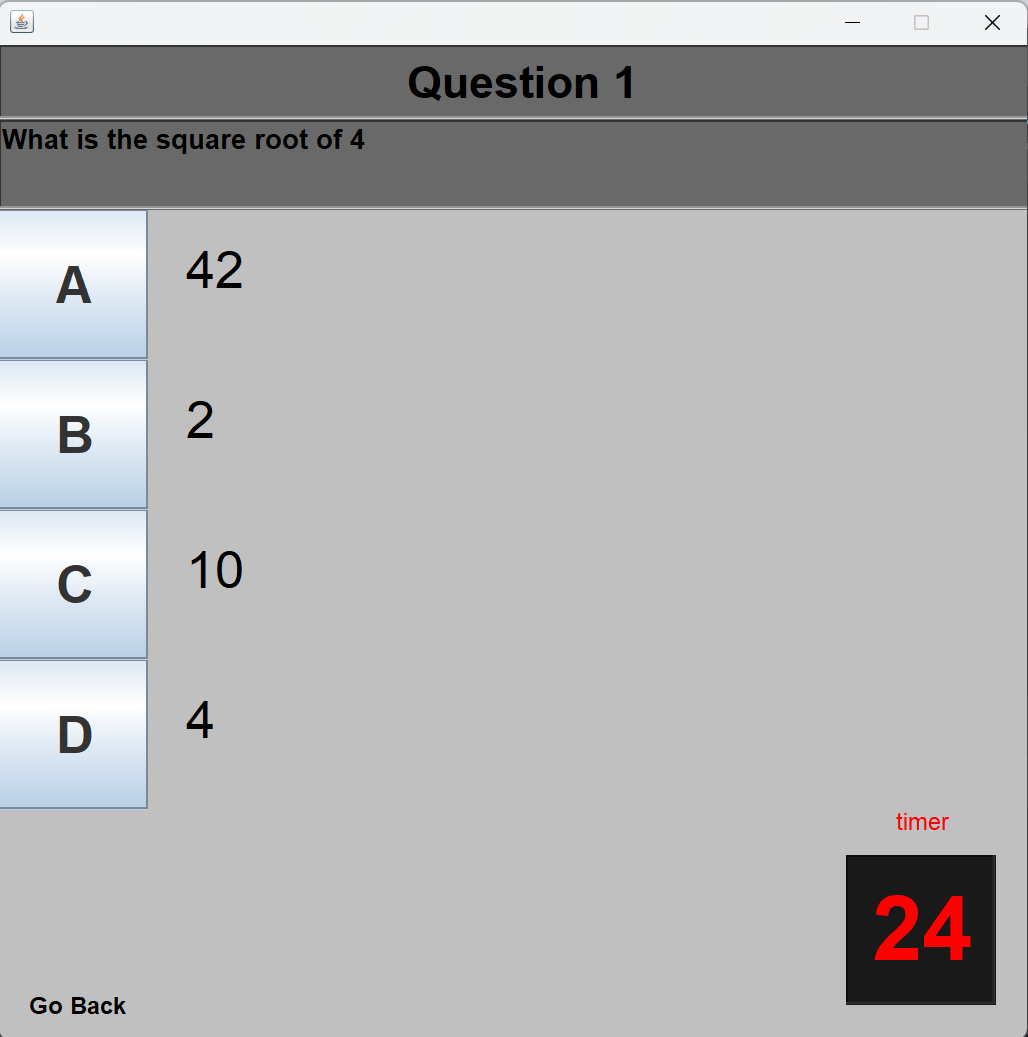 Question 1
What is the square root of 4
A 42
B 2
C 10
D 4
timer
24
Go Back